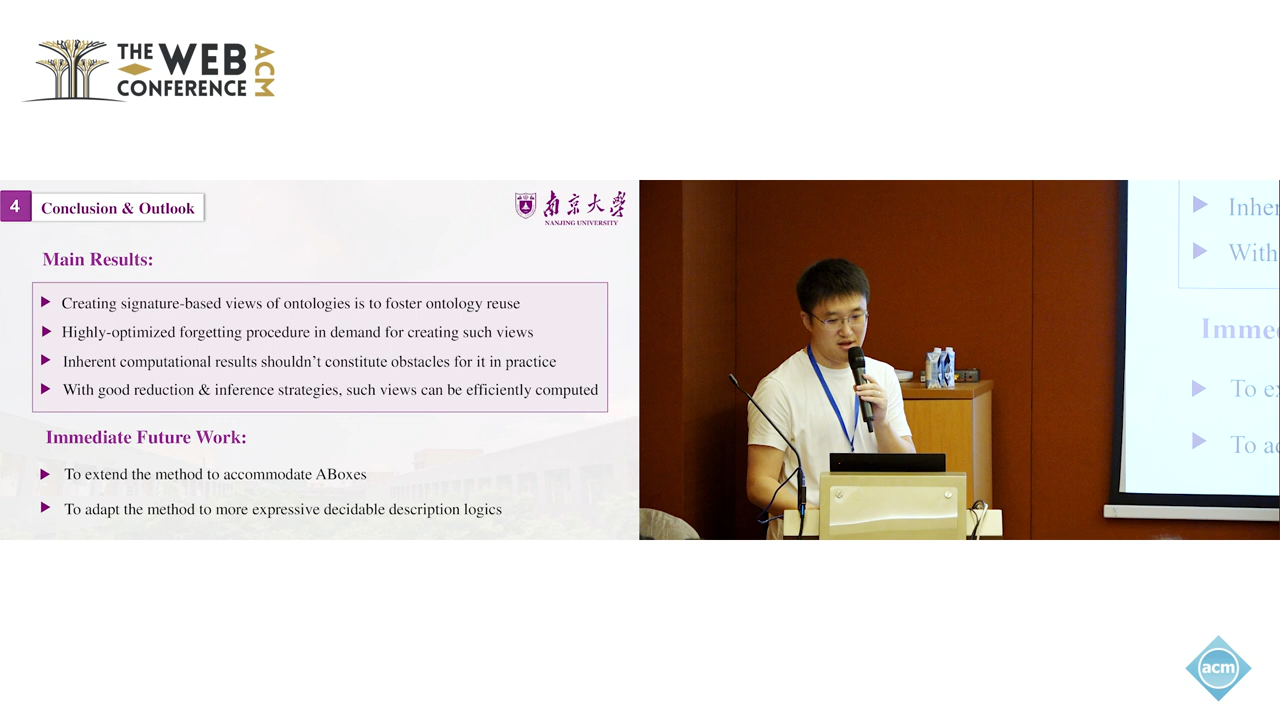 THE WEB
CONFERENCE
ACM
4
Conclusion & Outlook
南京大学
NANJING UNIVERSITY
Main Results:
Creating signature-based views of ontologies is to foster ontology reuse
Highly-optimized forgetting procedure in demand for creating such views
Inherent computational results shouldn't constitute obstacles for it in practice
With good reduction & inference strategies, such views can be efficiently computed
Immediate Future Work:
To extend the method to accommodate ABoxes
To adapt the method to more expressive decidable description logics
Inher
With
Imme
To e
To a
acm